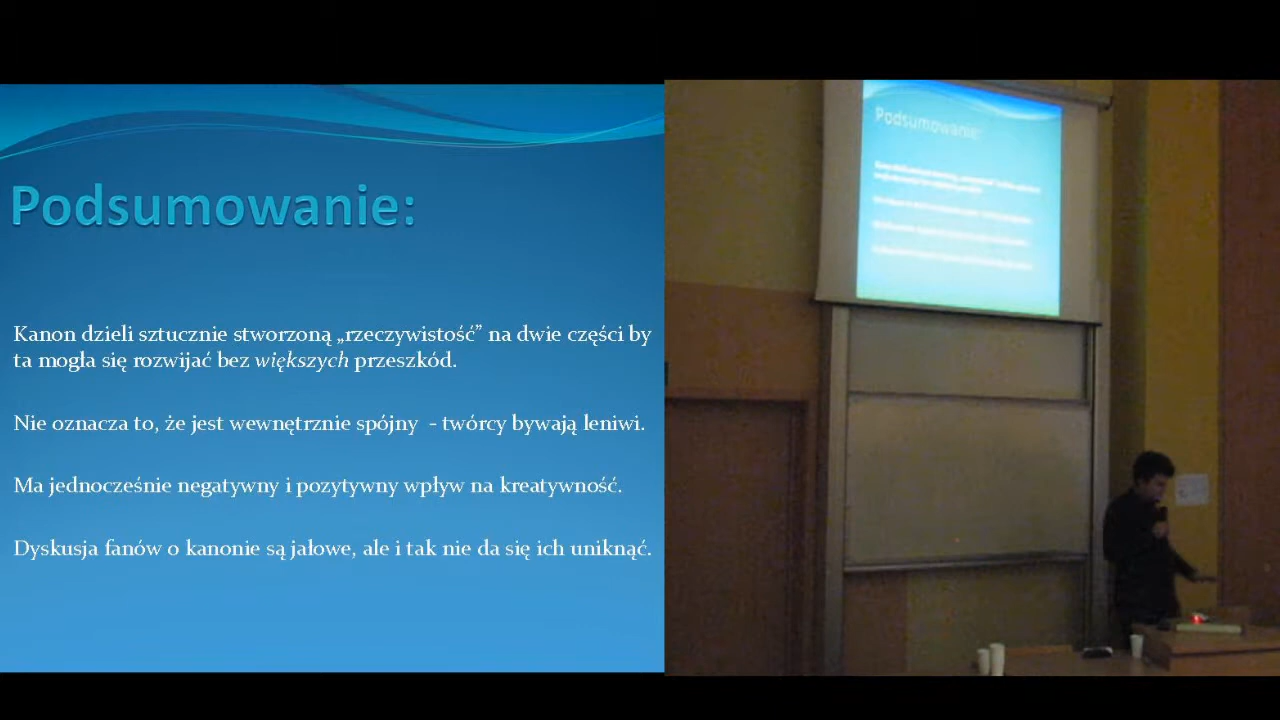 Podsumowanie:
Kanon dzieli sztucznie stworzoną „rzeczywistość” na dwie części by
ta mogła się rozwijać bez większych przeszkód.
Nie oznacza to, że jest wewnętrznie spójny - twórcy bywają leniwi.
Ma jednocześnie negatywny i pozytywny wpływ na kreatywność.
Dyskusja fanów o kanonie są jałowe, ale i tak nie da się ich uniknąć.
Podsumowanie: